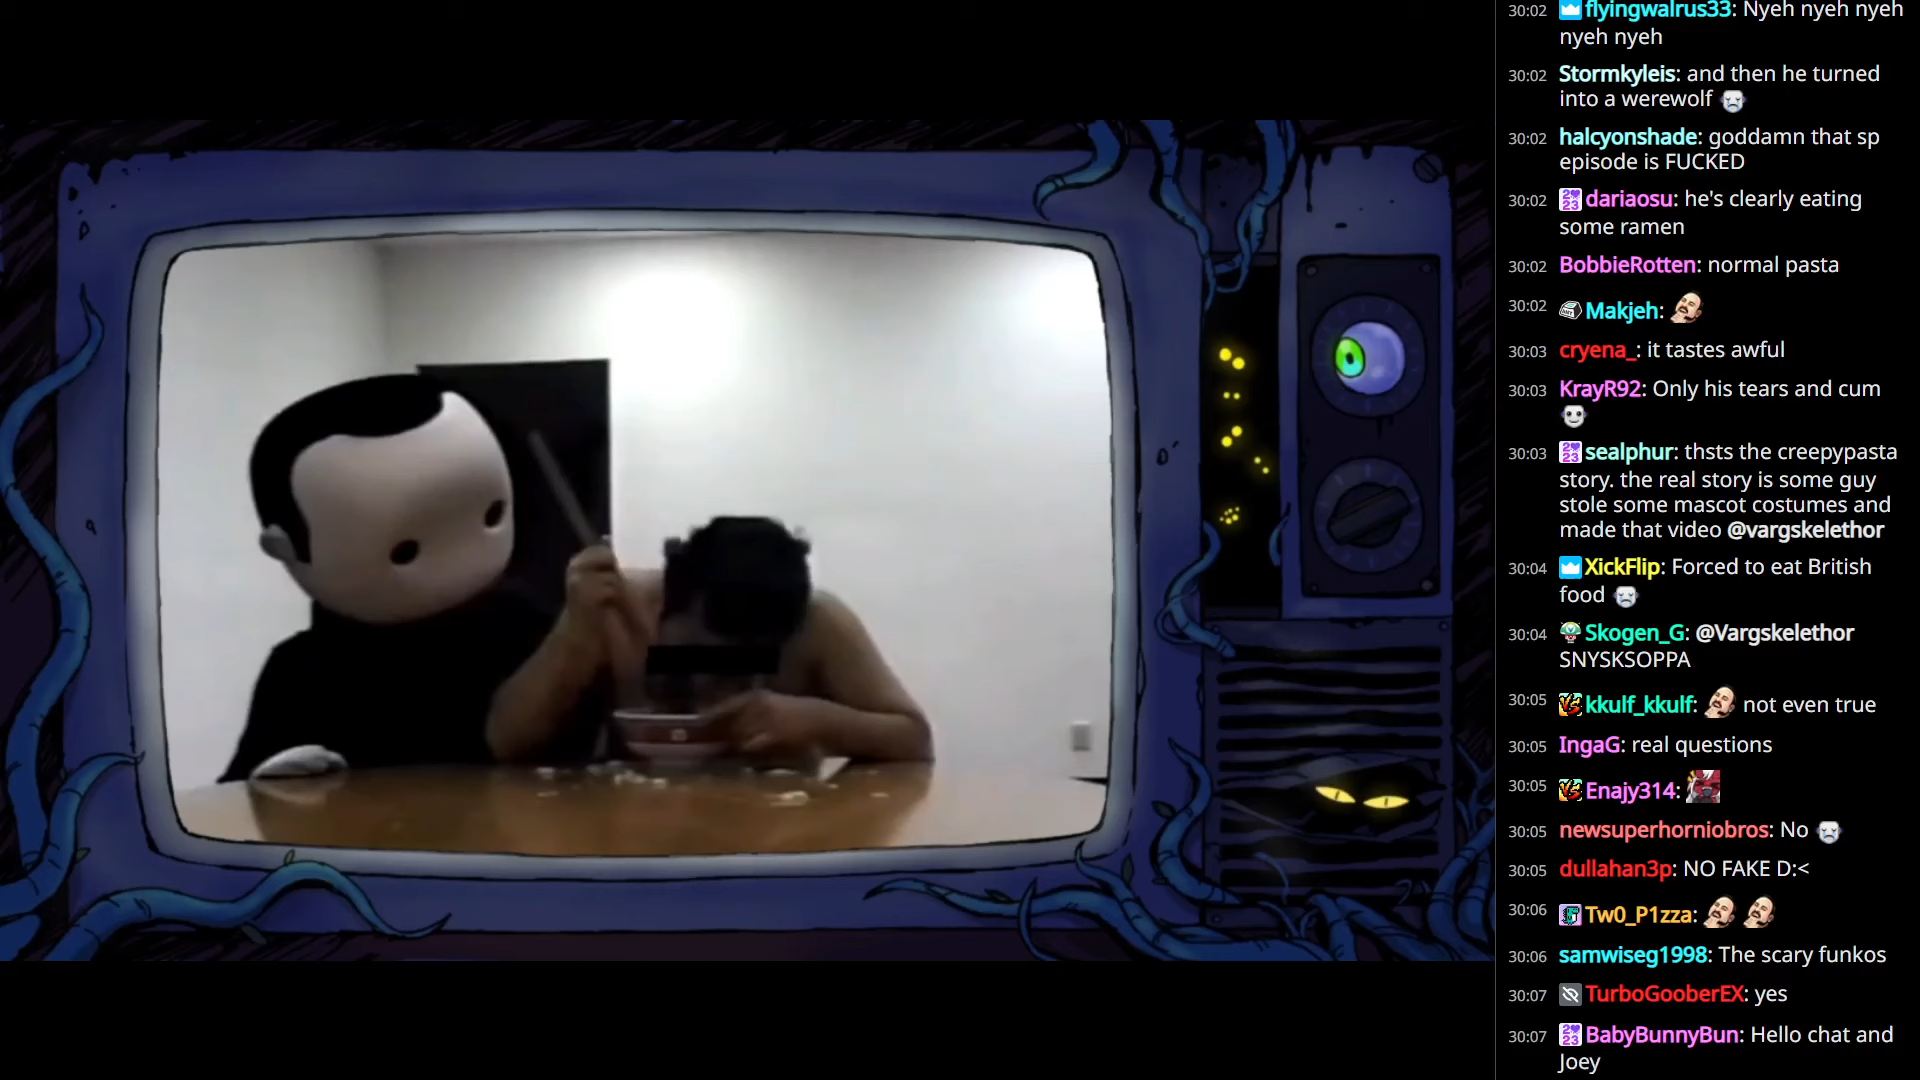 30:02 flyingwalrus33: Nyeh nyeh nyeh
nyeh nyeh
30:02 Stormkyleis: and then he turned
into a werewolf
30:02 halcyonshade: goddamn that sp
episode is FUCKED
30:02 dariaosu: he's clearly eating
some ramen
30:02 BobbieRotten: normal pasta
30:02 Makjeh:
30:03 cryena_: it tastes awful
30:03 KrayR92: Only his tears and cum
30:03 sealphur: thsts the creepypasta
story. the real story is some guy
stole some mascot costumes and
made that video @vargskelethor
30:04 XickFlip: Forced to eat British
food
30:04 Skogen_G: @Vargskelethor
SNYSKSOPPA
30:05 kkulf_kkulf: not even true
30:05 IngaG: real questions
30:05 Enajy314:
30:05 newsuperhorniobros: No
30:05 dullahan3p: NO FAKE D:<
30:06 Tw0_P1zza:
30:06 samwiseg1998: The scary funkos
30:07 TurboGooberEX: yes
30:07 BabyBunnyBun: Hello chat and
Joey